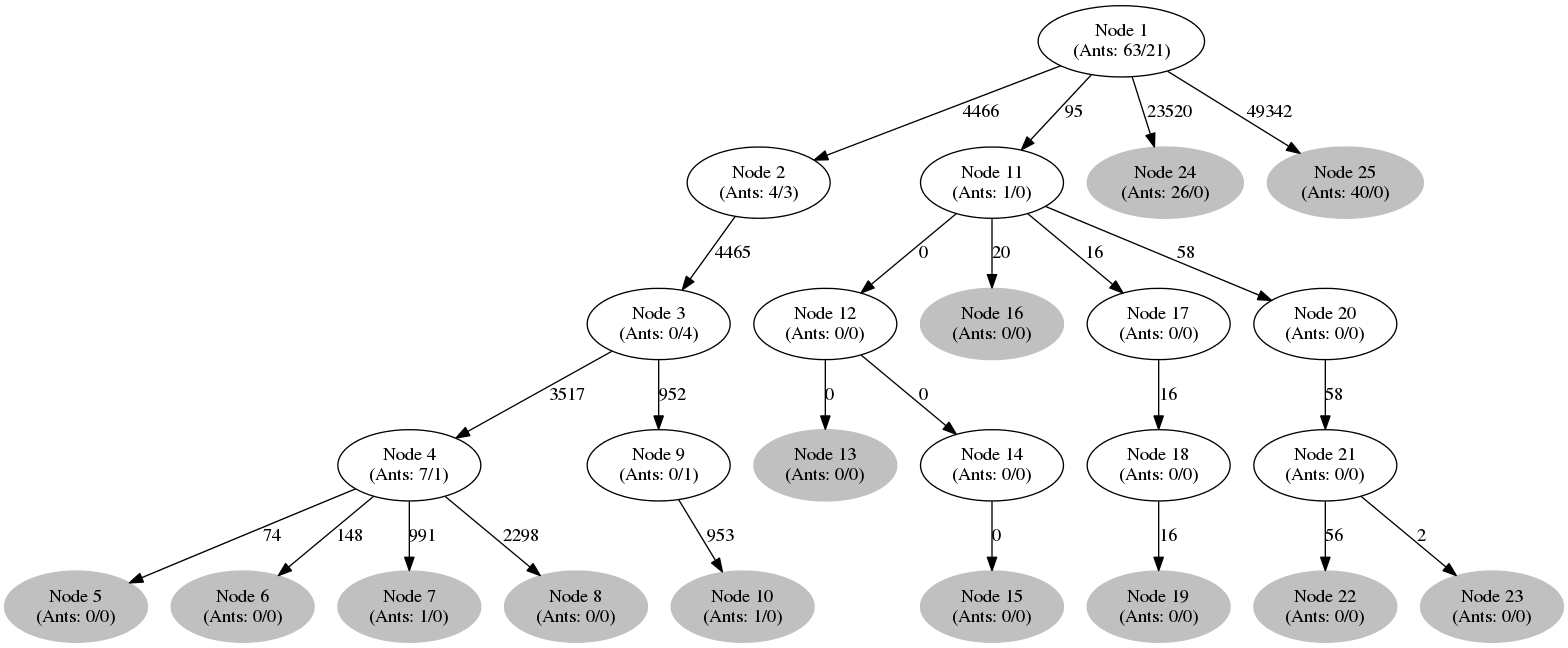 Node 1
(Ants: 63/21)
4466
95
23520
49342
Node 2
(Ants: 4/3)
Node 11
(Ants: 1/0)
Node 24
(Ants: 26/0)
Node 25
(Ants: 40/0)
4465
0
20
16
58
Node 3
(Ants: 0/4)
Node 12
(Ants: 0/0)
Node 16
(Ants: 0/0)
Node 17
(Ants: 0/0)
Node 20
(Ants: 0/0)
3517
952
0
0
16
58
Node 4
(Ants: 7/1)
Node 9
(Ants: 0/1)
Node 13
(Ants: 0/0)
Node 14
(Ants: 0/0)
Node 18
(Ants: 0/0)
Node 21
(Ants: 0/0)
74
148
991
2298
953
0
16
56
2
Node 5
(Ants: 0/0)
Node 6
(Ants: 0/0)
Node 7
(Ants: 1/0)
Node 8
(Ants: 0/0)
Node 10
(Ants: 1/0)
Node 15
(Ants: 0/0)
Node 19
(Ants: 0/0)
Node 22
(Ants: 0/0)
Node 23
(Ants: 0/0)